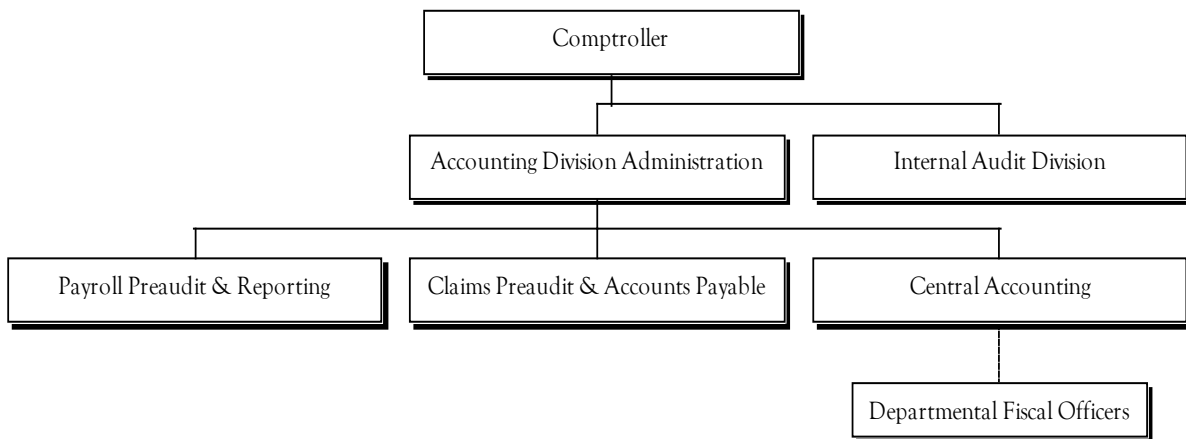 Comptroller
Accounting Division Administration
Internal Audit Division
Payroll Preaudit & Reporting
Claims Preaudit & Accounts Payable
Central Accounting
Departmental Fiscal Officers